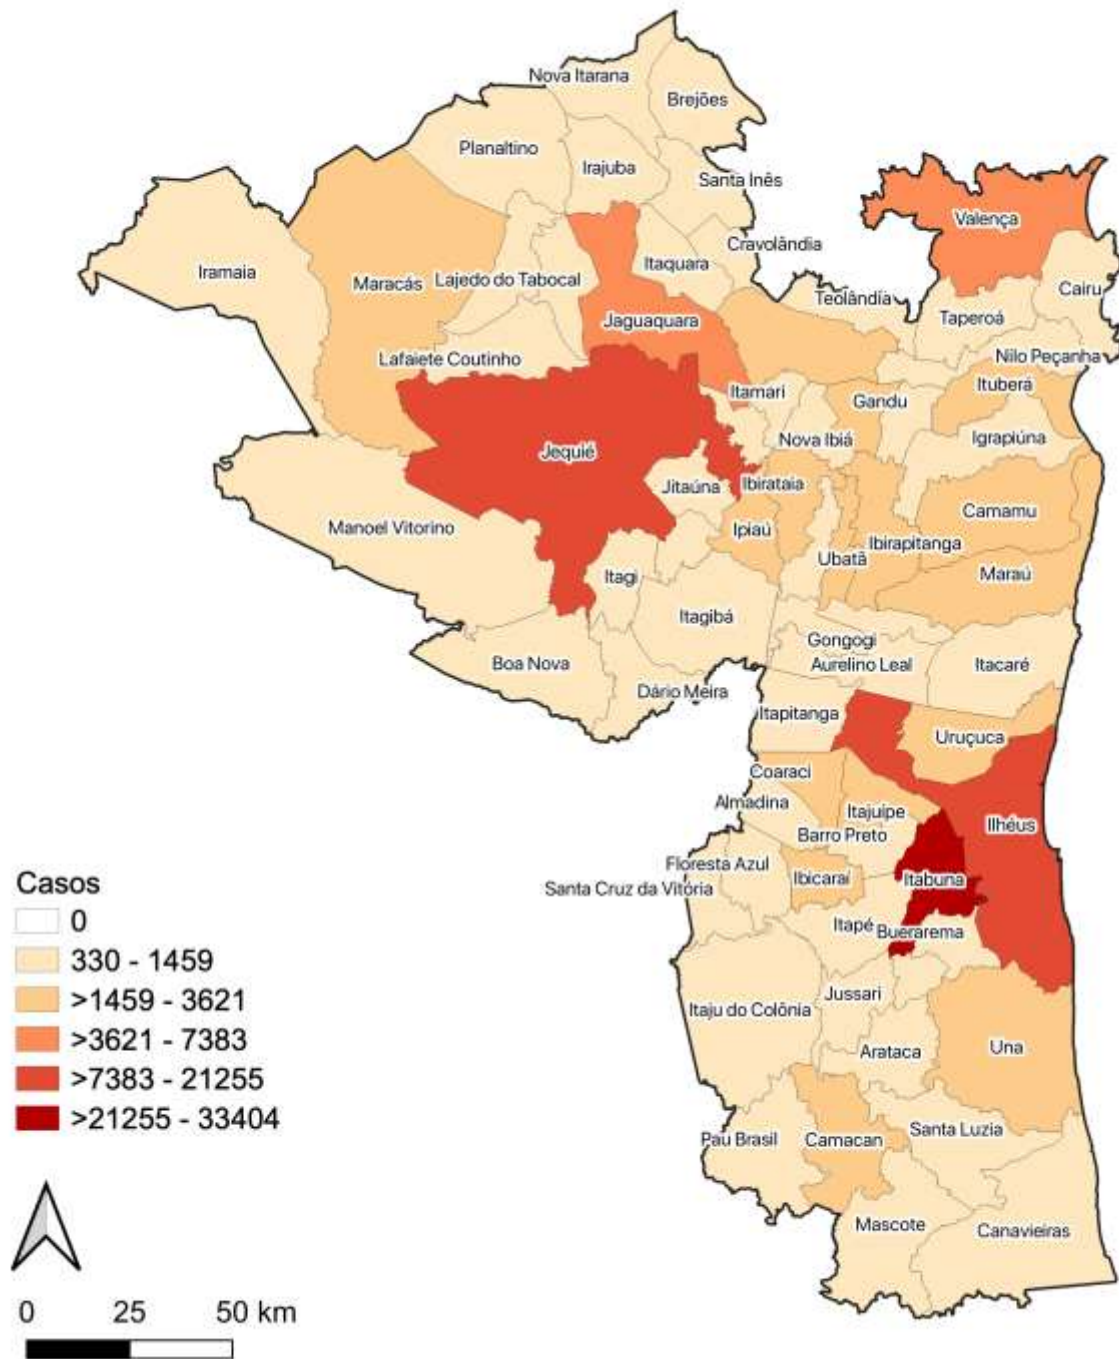 Nova Itarana
Brejões
Planaltino
Irajuba
Santa Inês
Valença
Cravolândia
Itaquara
Iramaia
Lajedo do Tabocal
Maracás
Cairu
Teolândia
Taperoá
Jaguaquara
Lafaiete Coutinho
Nilo Peçanha
Ituberá
Itamari
Gandu
Nova Ibiá
Igrapiúna
Jequié
Jitaúna
Ibirataia
Camamu
Manoel Vitorino
Ipiaú
Ibirapitanga
Ubatã
Maraú
Itagi
Itagibá
Gongogi
Boa Nova
Aurelino Leal
Itacaré
Dário Meira
Itapitanga
Uruçuca
Coaraci
Almadina
Itajuípe
Ilhéus
Barro Preto
Floresta Azul
Ibicaraí
Itabuna
Santa Cruz da Vitória
Itapé
Buerarema
Jussari
Itaju do Colônia
Arataca
Una
Pau Brasil
Camacan
Santa Luzia
Mascote
Canavieiras
Casos
0
330 - 1459
>1459 - 3621
>3621 - 7383
>7383 - 21255
>21255 - 33404
0 25 50 km